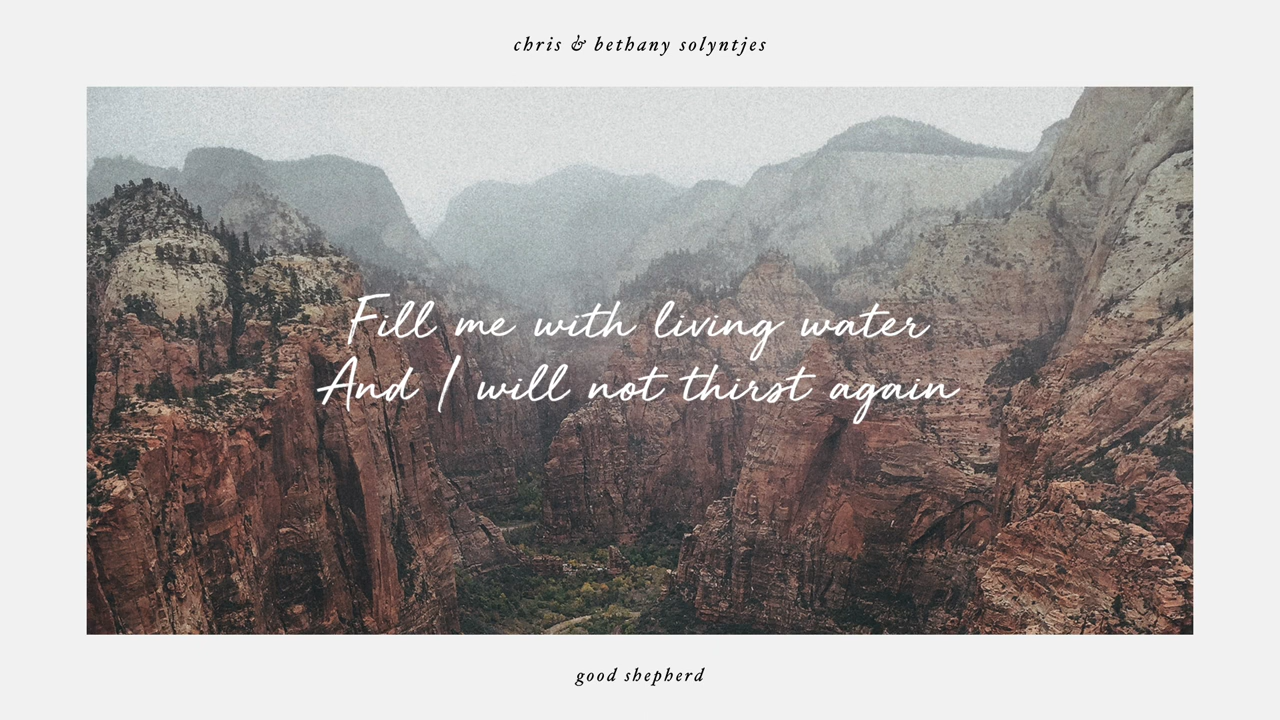 chris & bethany solyntjes
Fill me with living water
And I will not thirst again
good shepherd